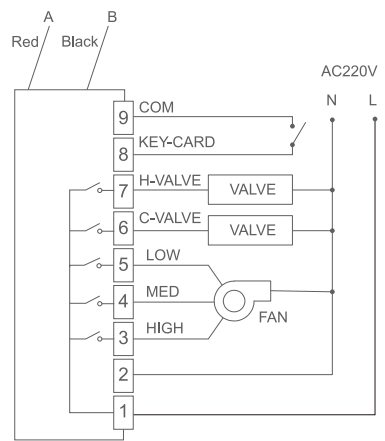 A B
Red Black
AC220V
N L
9 COM
8 KEY-CARD
7 H-VALVE VALVE
6 C-VALVE VALVE
5 LOW
4 MED
FAN
3 HIGH
2
1